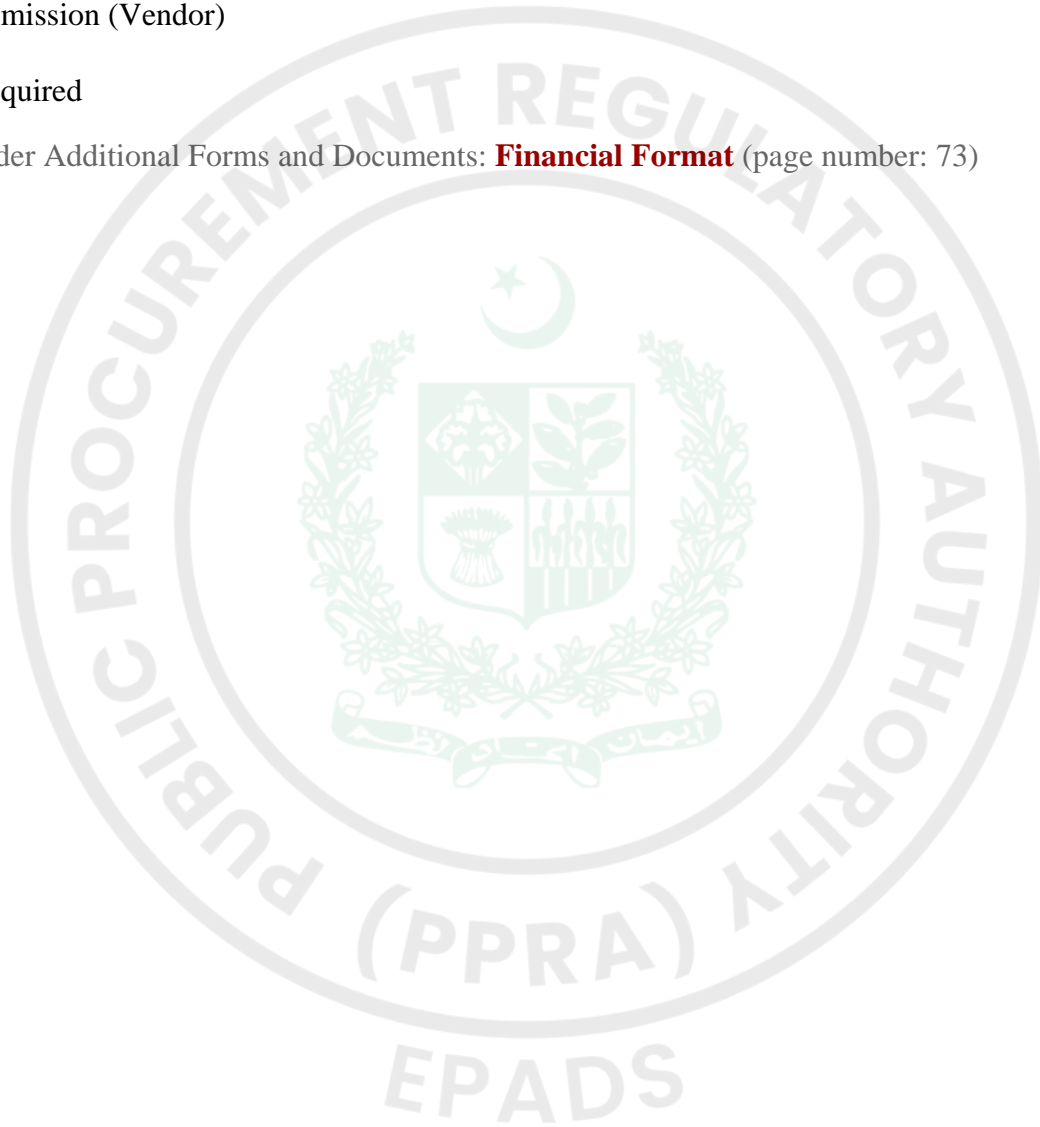 mission (Vendor)
quired
der Additional Forms and Documents: Financial Format (page number: 73)
PUBLIC PROCUREMENT REGULATORY AUTHORITY
(PPRA)
EPADS